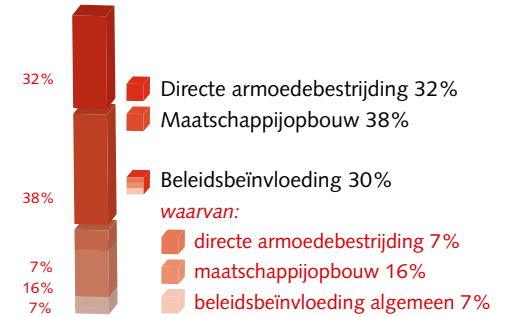 32%
Directe armoedebestrijding 32%
Maatschappijopbouw 38%
Beleidsbeïnvloeding 30%
38%
waarvan:
directe armoedebestrijding 7%
7%
maatschappijopbouw 16%
16%
beleidsbeïnvloeding algemeen 7%
7%